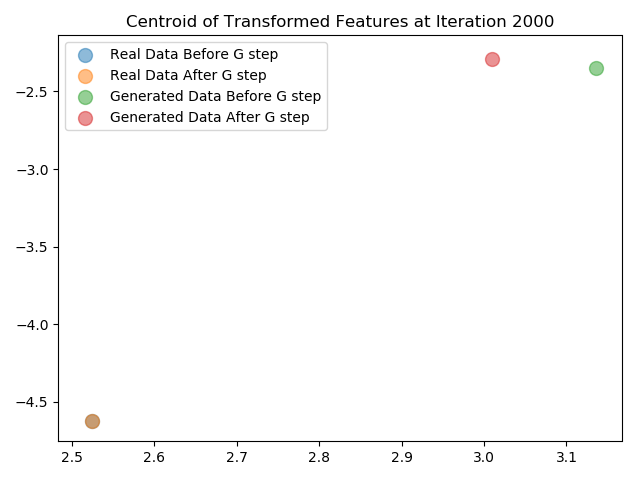 Centroid of Transformed Features at Iteration 2000
Real Data Before G step
Real Data After G step
Generated Data Before G step
Generated Data After G step
−2.5
−3.0
−3.5
−4.0
−4.5
2.5 2.6 2.7 2.8 2.9 3.0 3.1